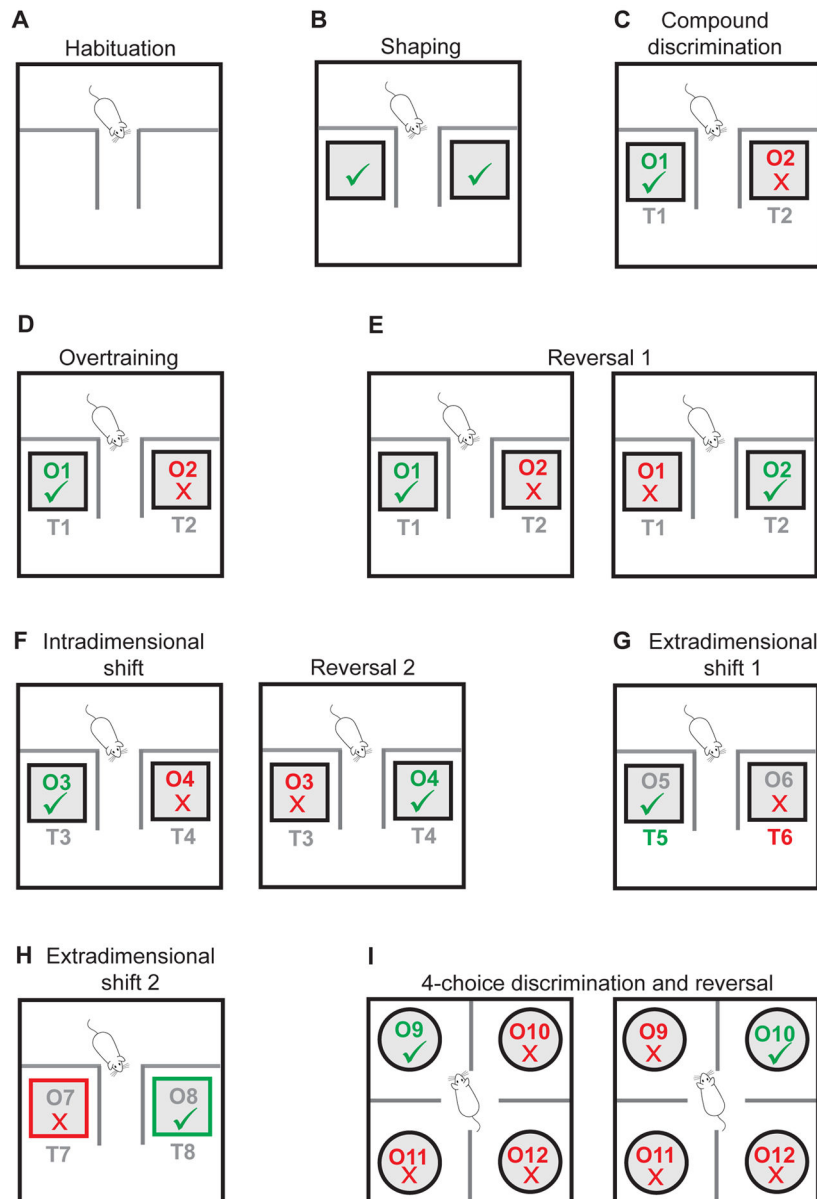 A
Habituation
B
Shaping
✓ ✓
C Compound
discrimination
O1 O2
✓ X
T1 T2
D
Overtraining
O1 O2
✓ X
T1 T2
E
Reversal 1
O1 O2 O1 O2
✓ X X ✓
T1 T2 T1 T2
F Intradimensional
shift
O3 O4
✓ X
T3 T4
Reversal 2
O3 O4
X ✓
T3 T4
G Extradimensional
shift 1
O5 O6
✓ X
T5 T6
H Extradimensional
shift 2
O7 O8
X ✓
T7 T8
I
4-choice discrimination and reversal
O9 O10 O9 O10
✓ X X ✓
O11 O12 O11 O12
X X X X